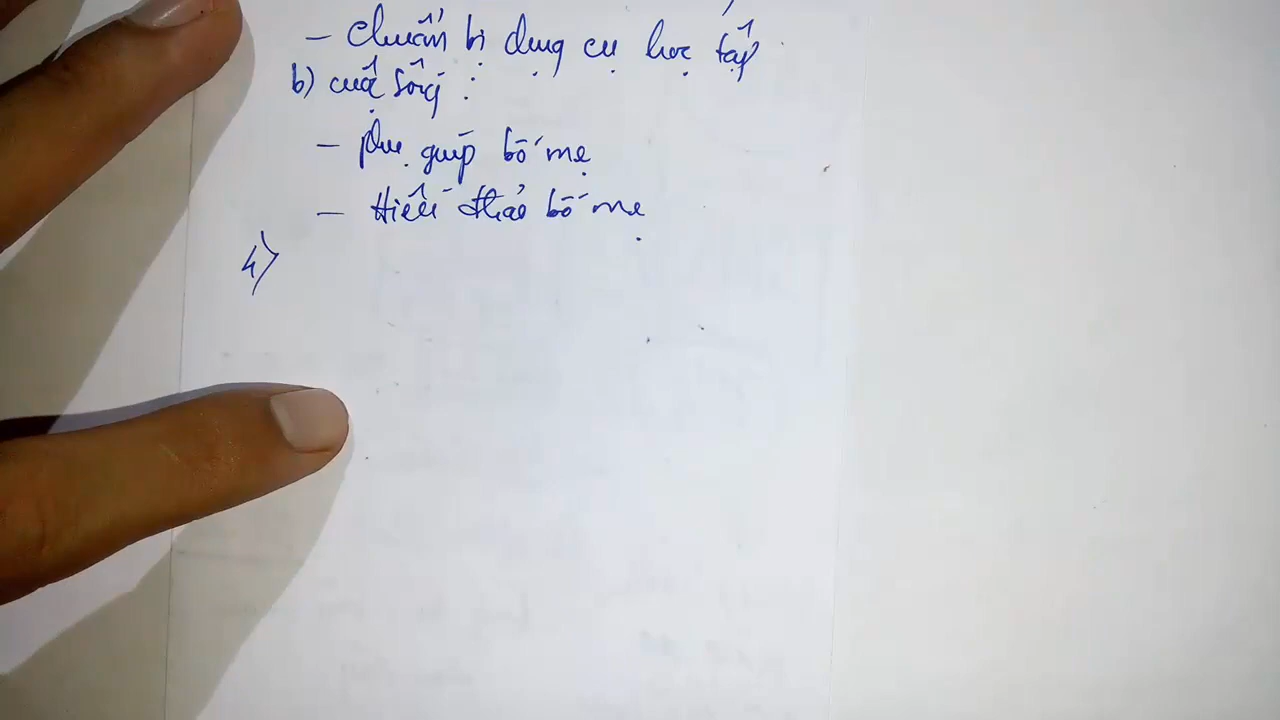 - Chuẩn bị dụng cụ học tập.
b) cuộc sống:
- phụ giúp bố mẹ
- Hiếu thảo bố mẹ
4)